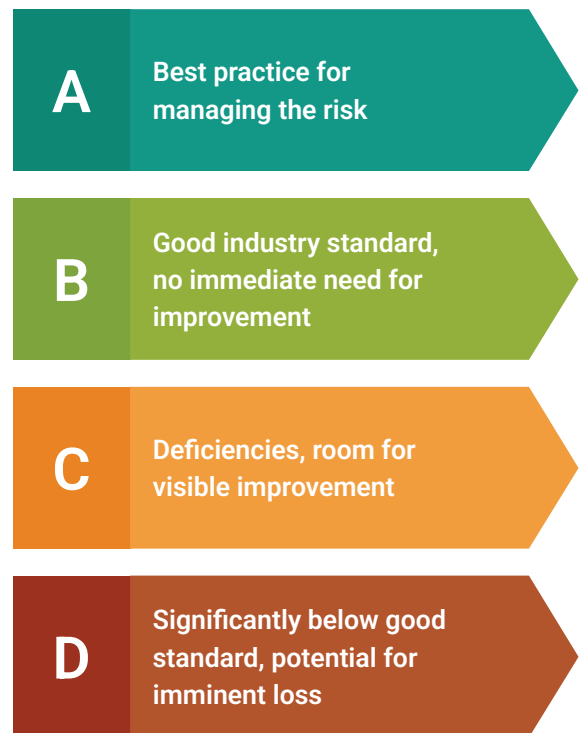 A
Best practice for
managing the risk
B
Good industry standard,
no immediate need for
improvement
C
Deficiencies, room for
visible improvement
D
Significantly below good
standard, potential for
imminent loss